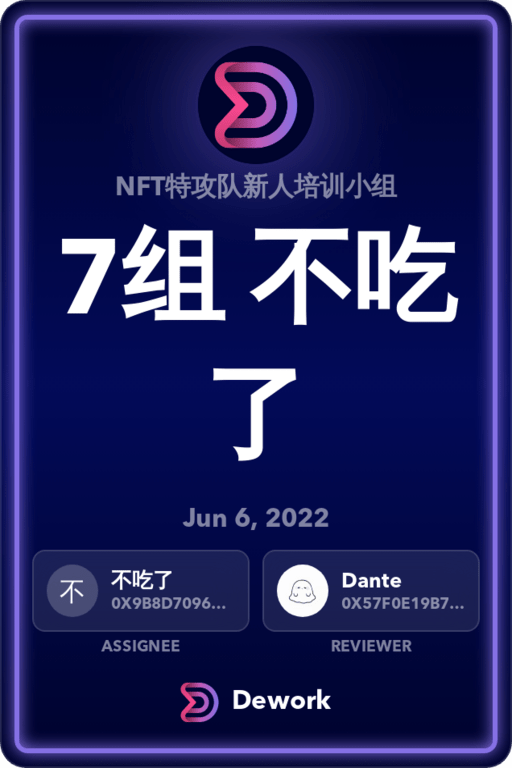 NFT特攻队新人培训小组
7组 不吃
了
Jun 6, 2022
不
不吃了
0X9B8D7096...
ASSIGNEE
Dante
0X57F0E19B7...
REVIEWER
Dework